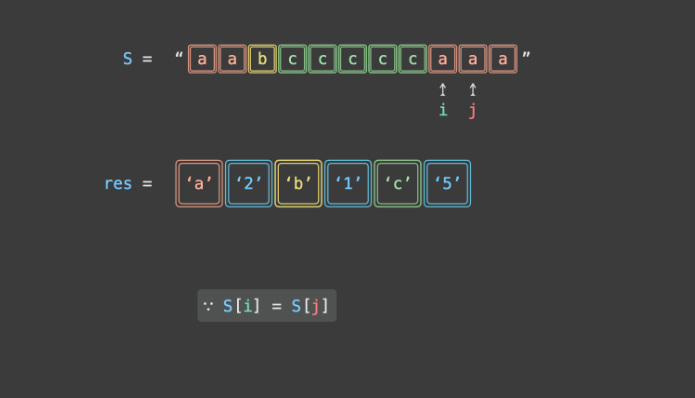 S = “aabcccccaaa”
i j
res = ‘a’ ‘2’ ‘b’ ‘1’ ‘c’ ‘5’
∵ S[i] = S[j]